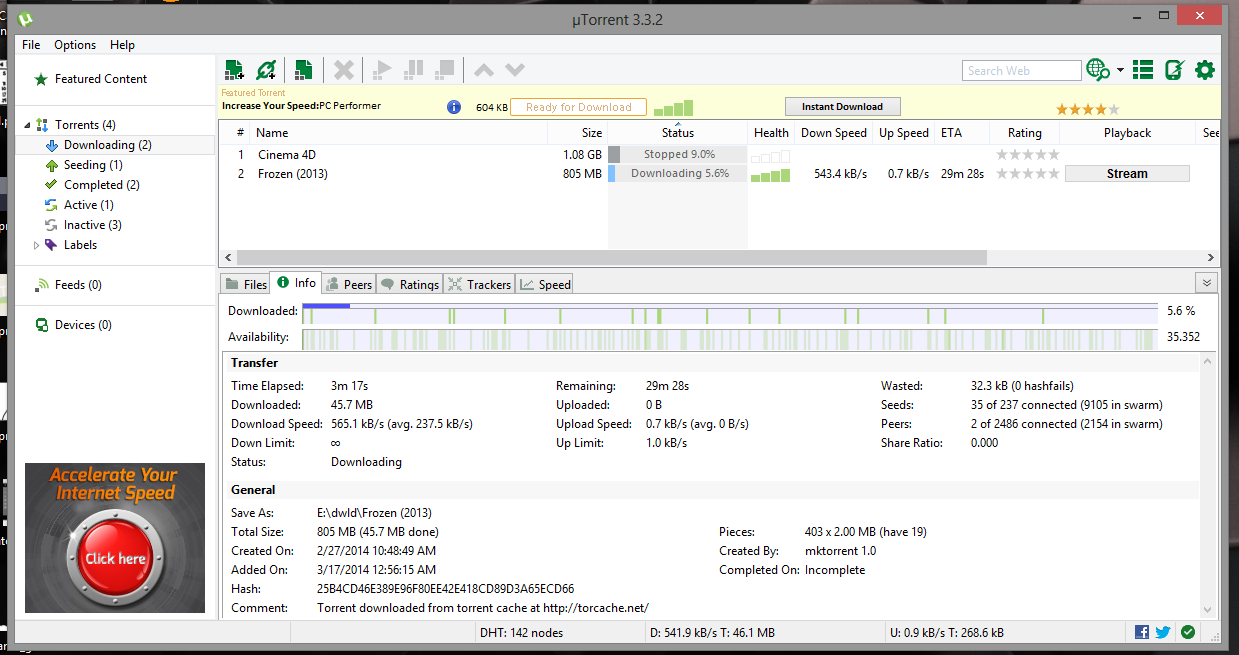 µTorrent 3.3.2
File Options Help
Featured Content
Search Web
Featured Torrent
Increase Your Speed:PC Performer
604 KB
Ready for Download
Instant Download
Torrents (4)
Downloading (2)
Seeding (1)
Completed (2)
Active (1)
Inactive (3)
Labels
Feeds (0)
Devices (0)
Accelerate Your
Internet Speed
Click here
# Name Size Status Health Down Speed Up Speed ETA Rating Playback See
1 Cinema 4D 1.08 GB Stopped 9.0%
2 Frozen (2013) 805 MB Downloading 5.6% 543.4 kB/s 0.7 kB/s 29m 28s Stream
Files Info Peers Ratings Trackers Speed
Downloaded: 5.6 %
Availability: 35.352
Transfer
Time Elapsed: 3m 17s Remaining: 29m 28s Wasted: 32.3 kB (0 hashfails)
Downloaded: 45.7 MB Uploaded: 0 B Seeds: 35 of 237 connected (9105 in swarm)
Download Speed: 565.1 kB/s (avg. 237.5 kB/s) Upload Speed: 0.7 kB/s (avg. 0 B/s) Peers: 2 of 2486 connected (2154 in swarm)
Down Limit: ∞ Up Limit: 1.0 kB/s Share Ratio: 0.000
Status: Downloading
General
Save As: E:\dwld\Frozen (2013)
Total Size: 805 MB (45.7 MB done) Pieces: 403 x 2.00 MB (have 19)
Created On: 2/27/2014 10:48:49 AM Created By: mktorrent 1.0
Added On: 3/17/2014 12:56:15 AM Completed On: Incomplete
Hash: 25B4CD46E389E96F80EE42E418CD89D3A65ECD66
Comment: Torrent downloaded from torrent cache at http://torcache.net/
DHT: 142 nodes D: 541.9 kB/s T: 46.1 MB U: 0.9 kB/s T: 268.6 kB